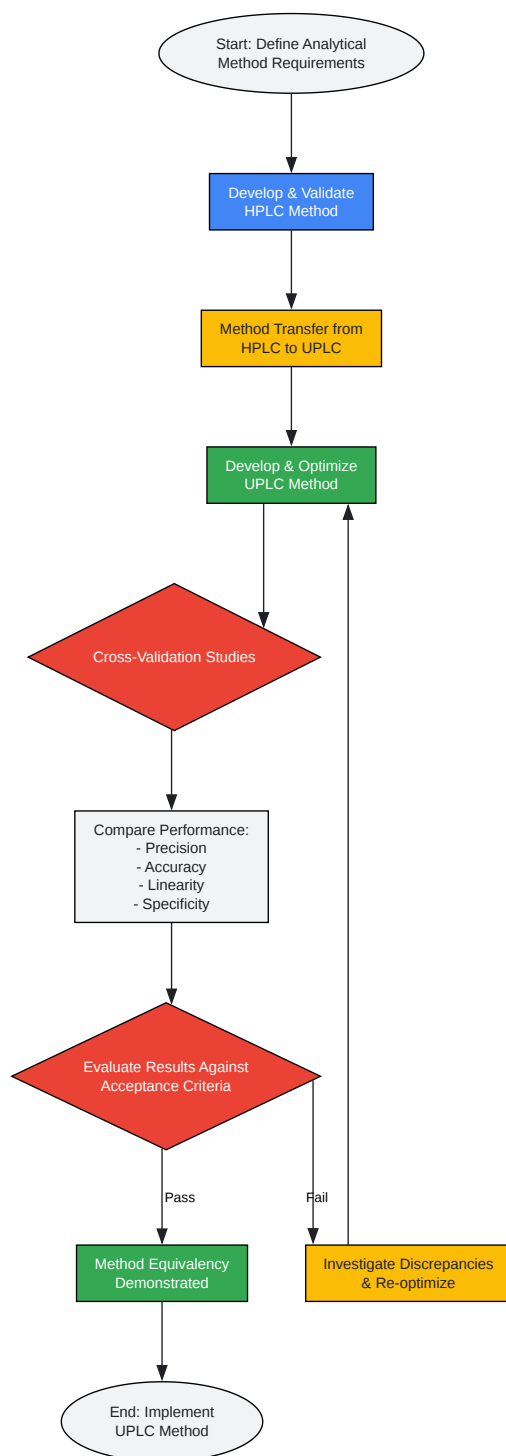 Start: Define Analytical
Method Requirements
Develop & Validate
HPLC Method
Method Transfer from
HPLC to UPLC
Develop & Optimize
UPLC Method
Cross-Validation Studies
Compare Performance:
- Precision
- Accuracy
- Linearity
- Specificity
Evaluate Results Against
Acceptance Criteria
Pass
Fail
Method Equivalency
Demonstrated
Investigate Discrepancies
& Re-optimize
End: Implement
UPLC Method